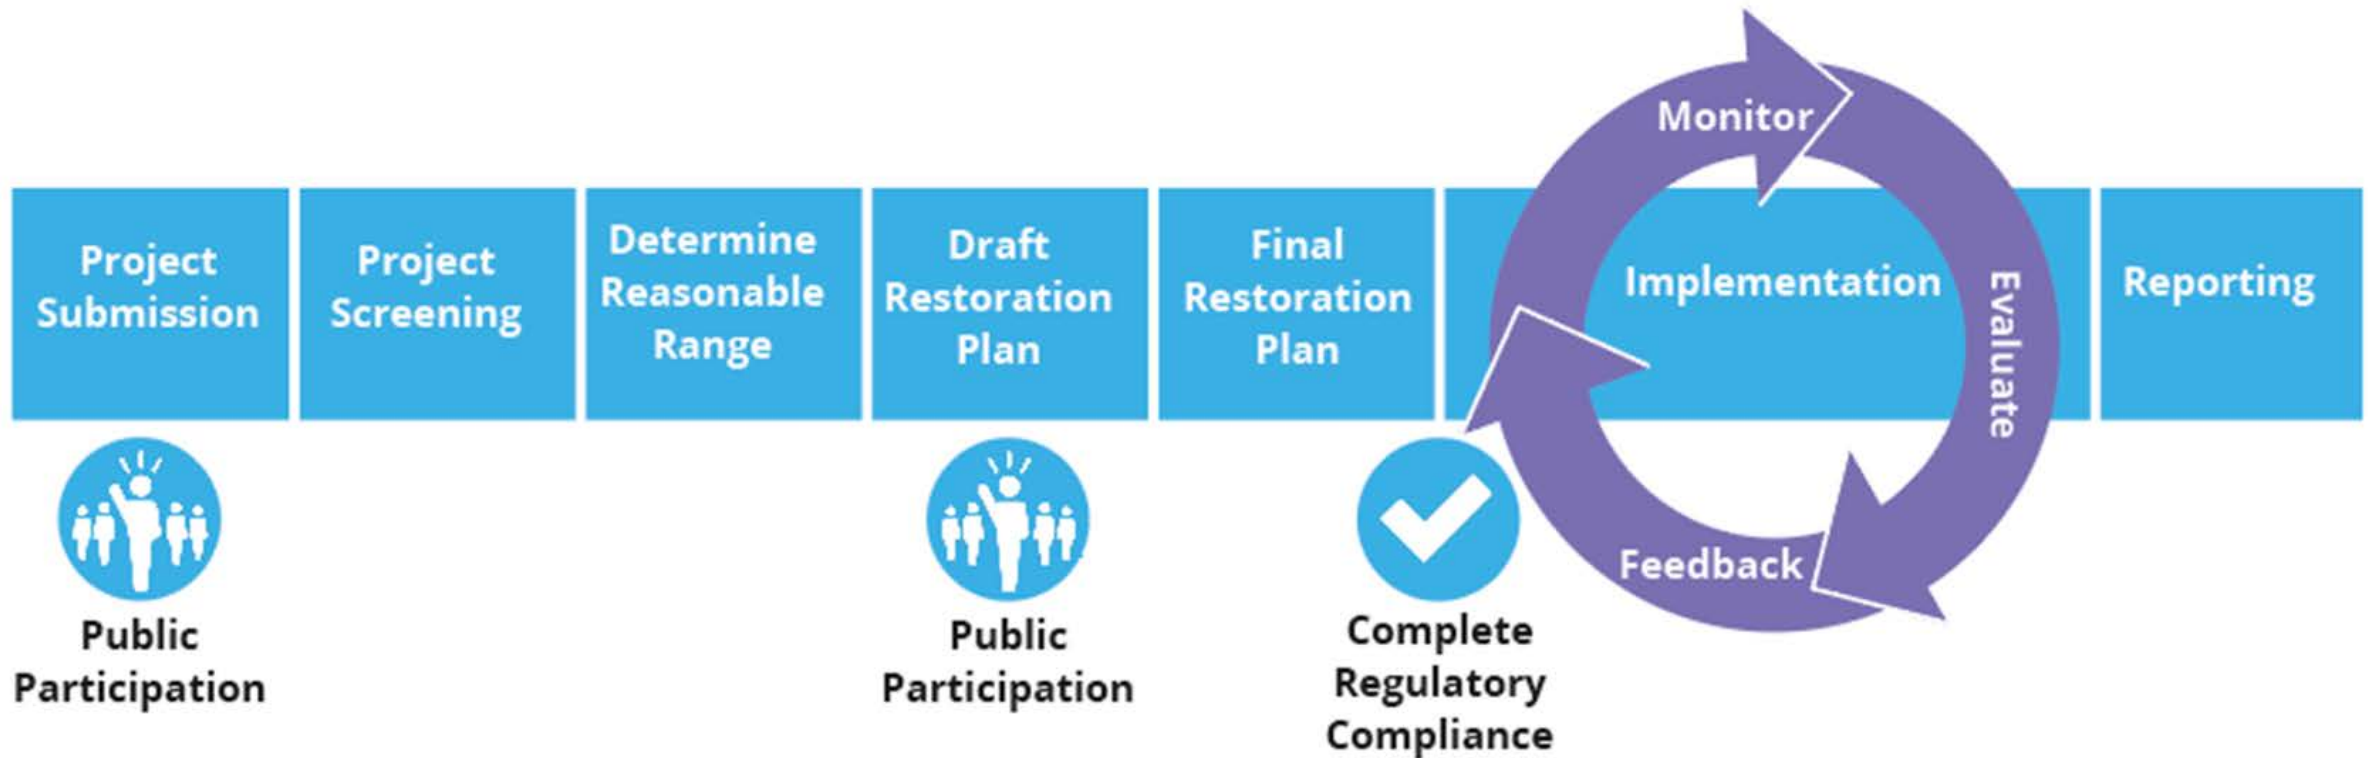 Project
Submission
Project
Screening
Determine
Reasonable
Range
Draft
Restoration
Plan
Final
Restoration
Plan
Monitor
Implementation
Evaluate
Feedback
Reporting
Public
Participation
Public
Participation
Complete
Regulatory
Compliance